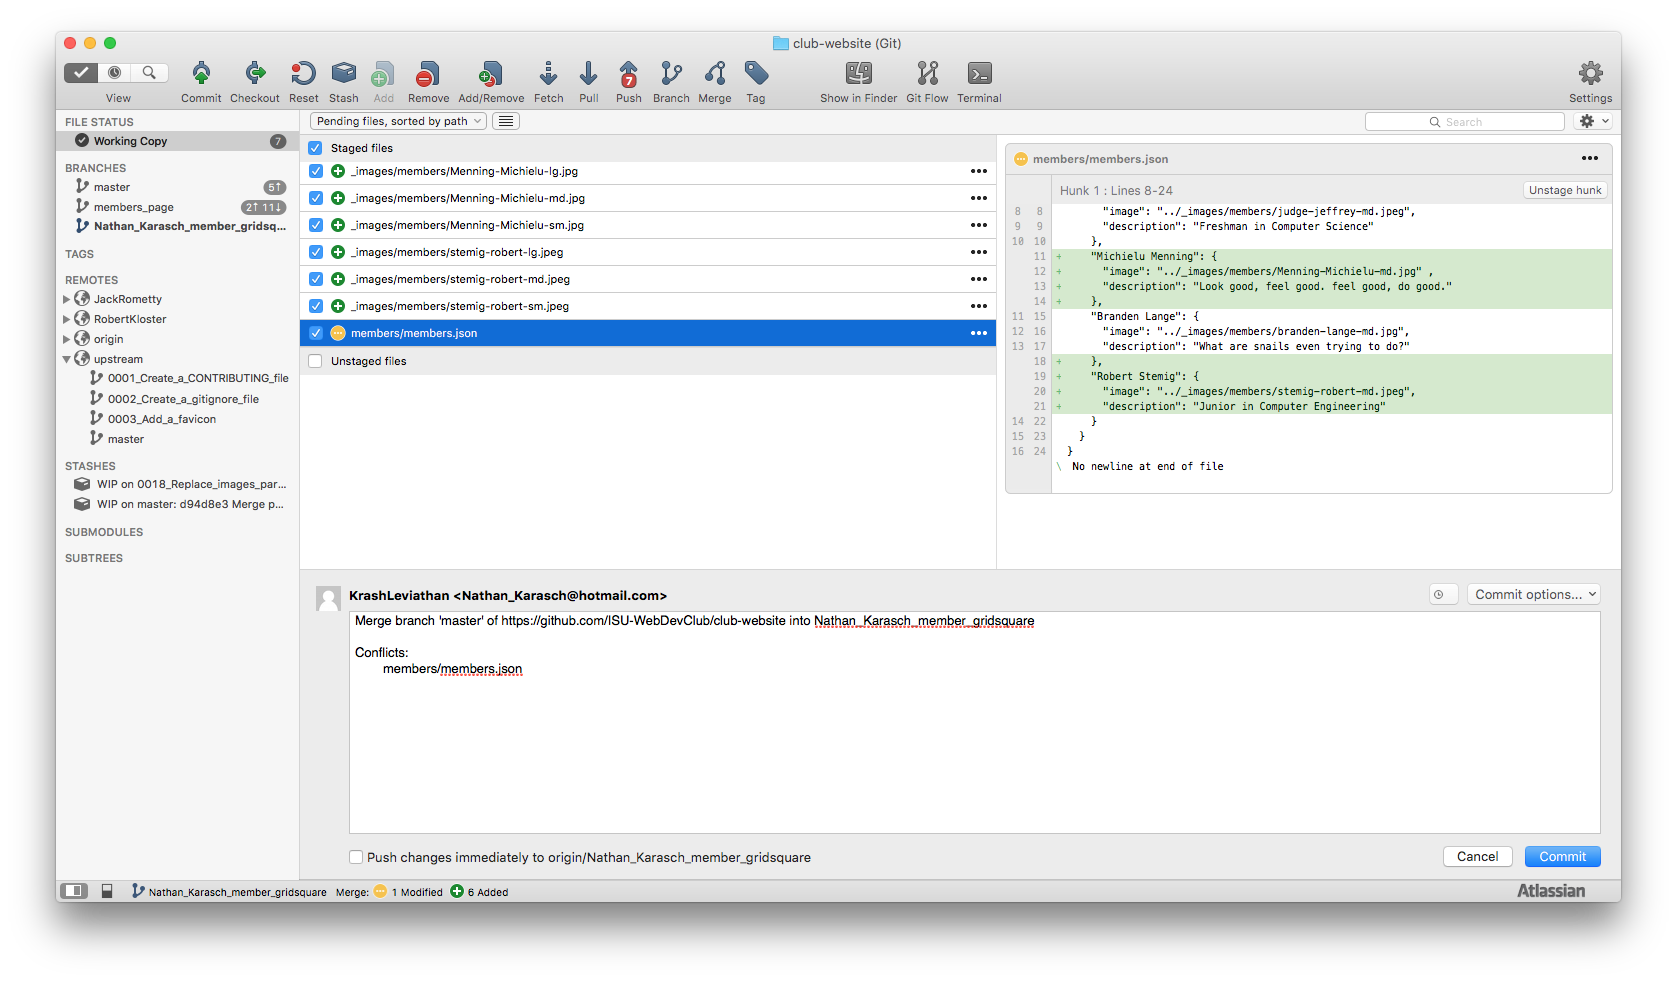 club-website (Git)
View
Commit
Checkout
Reset
Stash
Add
Remove
Add/Remove
Fetch
Pull
7
Push
Branch
Merge
Tag
Show in Finder
Git Flow
Terminal
Settings
FILE STATUS
Working Copy 7
BRANCHES
master 5↑
members_page 2↑ 11↓
Nathan_Karasch_member_gridsq...
TAGS
REMOTES
JackRometty
RobertKloster
origin
upstream
0001_Create_a_CONTRIBUTING_file
0002_Create_a_gitignore_file
0003_Add_a_favicon
master
STASHES
WIP on 0018_Replace_images_par...
WIP on master: d94d8e3 Merge p...
SUBMODULES
SUBTREES
Pending files, sorted by path
Search
Staged files
_images/members/Menning-Michielu-lg.jpg
_images/members/Menning-Michielu-md.jpg
_images/members/Menning-Michielu-sm.jpg
_images/members/stemig-robert-lg.jpeg
_images/members/stemig-robert-md.jpeg
_images/members/stemig-robert-sm.jpeg
members/members.json
Unstaged files
members/members.json
Hunk 1 : Lines 8-24
Unstage hunk
8 8 "image": "../_images/members/judge-jeffrey-md.jpeg",
9 9 "description": "Freshman in Computer Science"
10 10 },
11 + "Michielu Menning": {
12 + "image": "../_images/members/Menning-Michielu-md.jpg" ,
13 + "description": "Look good, feel good. feel good, do good."
14 + },
11 15 "Branden Lange": {
12 16 "image": "../_images/members/branden-lange-md.jpg",
13 17 "description": "What are snails even trying to do?"
18 + },
19 + "Robert Stemig": {
20 + "image": "../_images/members/stemig-robert-md.jpeg",
21 + "description": "Junior in Computer Engineering"
14 22 }
15 23 }
16 24 }
\ No newline at end of file
KrashLeviathan <Nathan_Karasch@hotmail.com>
Commit options...
Merge branch 'master' of https://github.com/ISU-WebDevClub/club-website into Nathan_Karasch_member_gridsquare
Conflicts:
members/members.json
Push changes immediately to origin/Nathan_Karasch_member_gridsquare
Cancel
Commit
Nathan_Karasch_member_gridsquare Merge: 1 Modified 6 Added
Atlassian